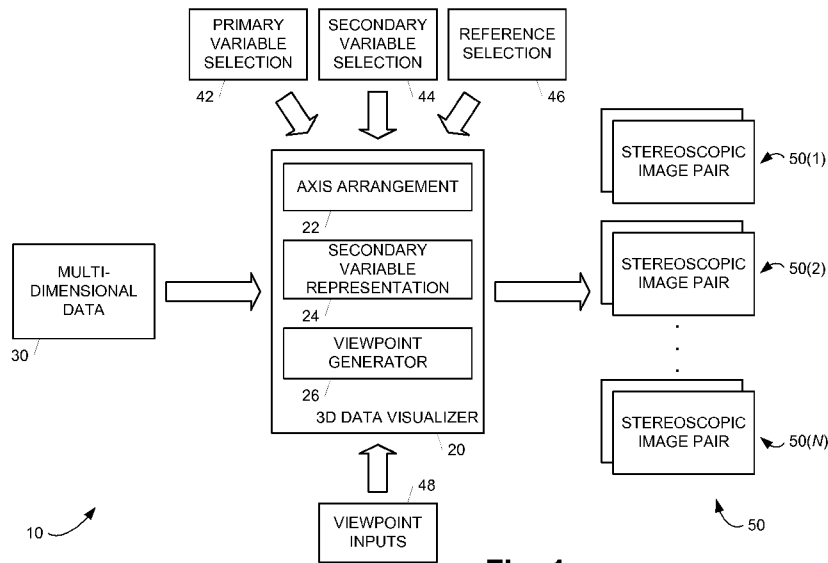 PRIMARY
VARIABLE
SELECTION
42
SECONDARY
VARIABLE
SELECTION
44
REFERENCE
SELECTION
46
AXIS ARRANGEMENT
22
SECONDARY
VARIABLE
REPRESENTATION
24
VIEWPOINT
GENERATOR
26
3D DATA VISUALIZER
20
MULTI-
DIMENSIONAL
DATA
30
STEREOSCOPIC
IMAGE PAIR
50(1)
STEREOSCOPIC
IMAGE PAIR
50(2)
.
.
.
STEREOSCOPIC
IMAGE PAIR
50(N)
50
48
VIEWPOINT
INPUTS
10